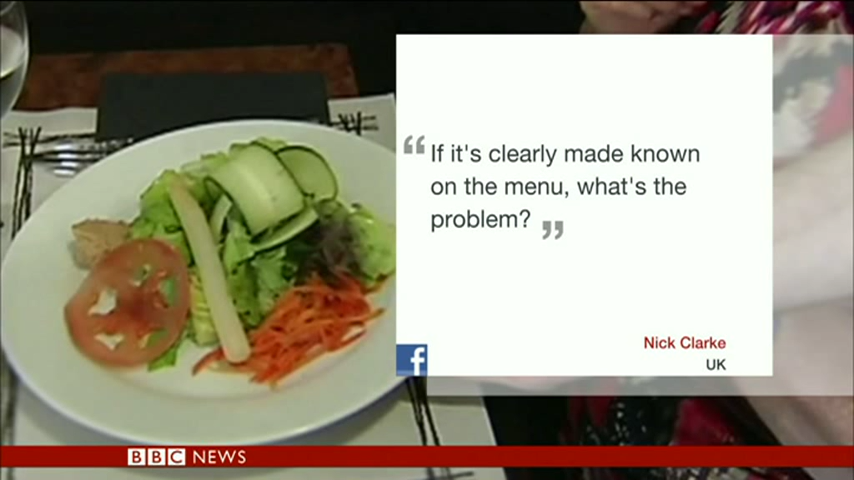 “ If it's clearly made known
on the menu, what's the
problem? ”
Nick Clarke
UK
f
BBC NEWS